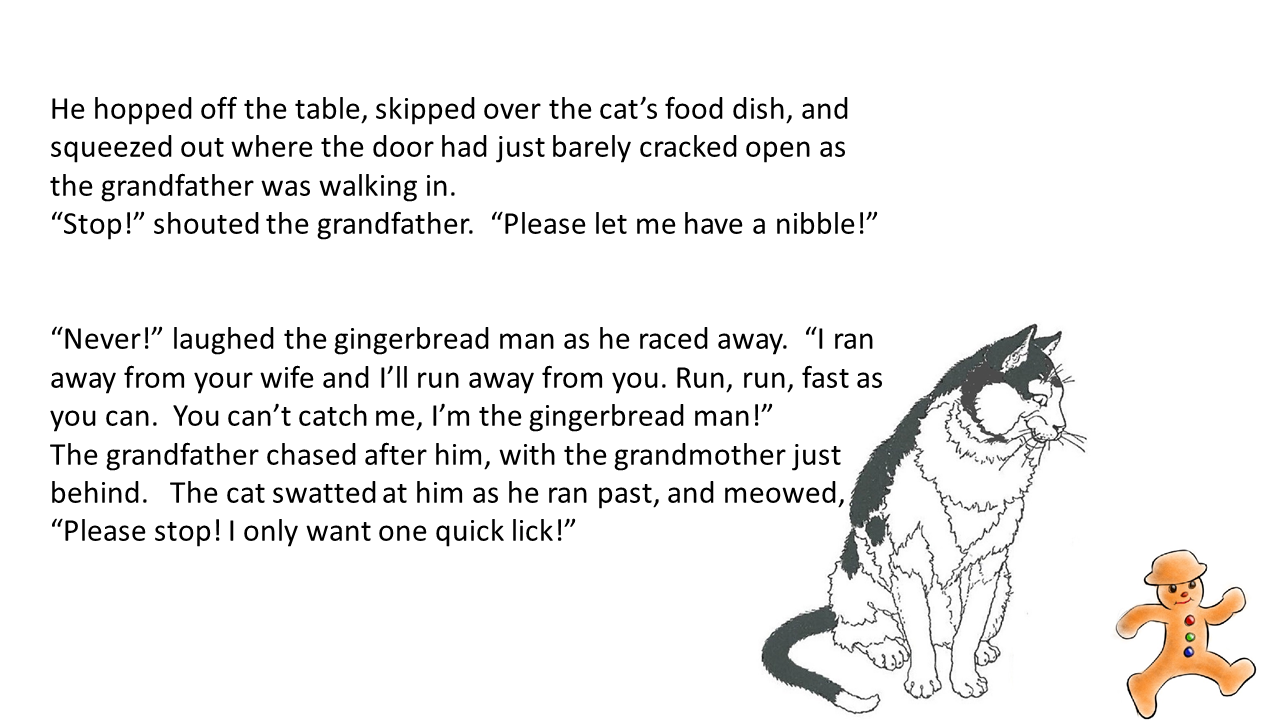 He hopped off the table, skipped over the cat’s food dish, and
squeezed out where the door had just barely cracked open as
the grandfather was walking in.
“Stop!” shouted the grandfather.  “Please let me have a nibble!”
“Never!” laughed the gingerbread man as he raced away.  “I ran
away from your wife and I’ll run away from you. Run, run, fast as
you can.  You can’t catch me, I’m the gingerbread man!”
The grandfather chased after him, with the grandmother just
behind.   The cat swatted at him as he ran past, and meowed,
“Please stop! I only want one quick lick!”